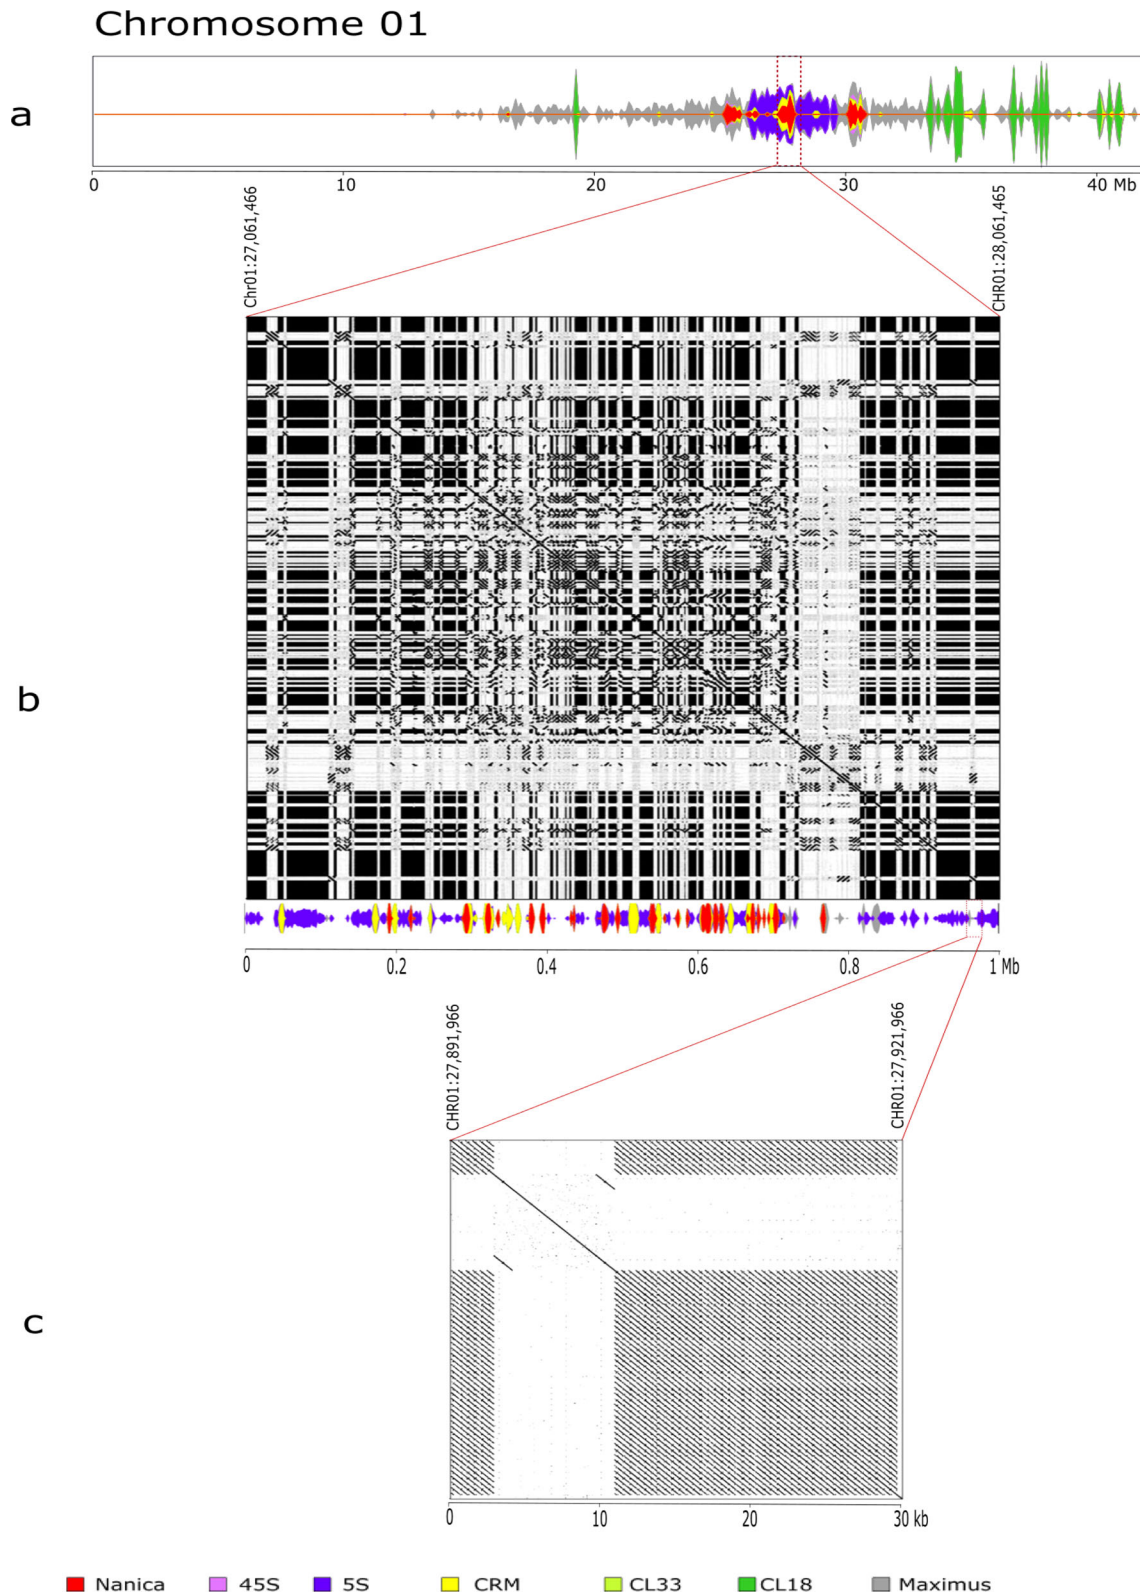 Chromosome 01
a
0 10 20 30 40 Mb
Chr01:27,061,466
CHR01:28,061,465
b
0 0.2 0.4 0.6 0.8 1 Mb
CHR01:27,891,966
CHR01:27,921,966
c
0 10 20 30 kb
Nanica 45S 5S CRM CL33 CL18 Maximus